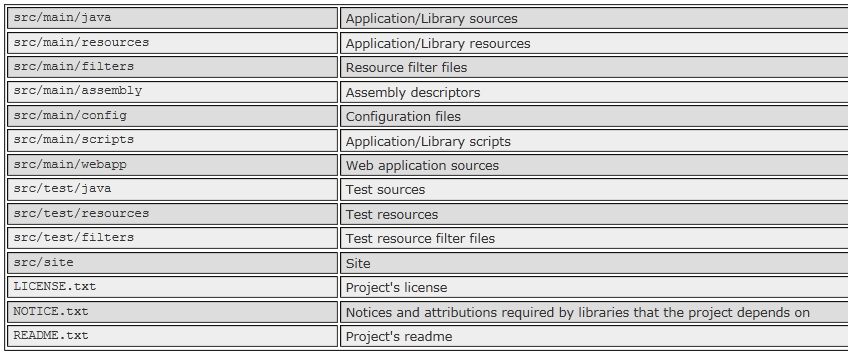 src/main/java Application/Library sources
src/main/resources Application/Library resources
src/main/filters Resource filter files
src/main/assembly Assembly descriptors
src/main/config Configuration files
src/main/scripts Application/Library scripts
src/main/webapp Web application sources
src/test/java Test sources
src/test/resources Test resources
src/test/filters Test resource filter files
src/site Site
LICENSE.txt Project's license
NOTICE.txt Notices and attributions required by libraries that the project depends on
README.txt Project's readme